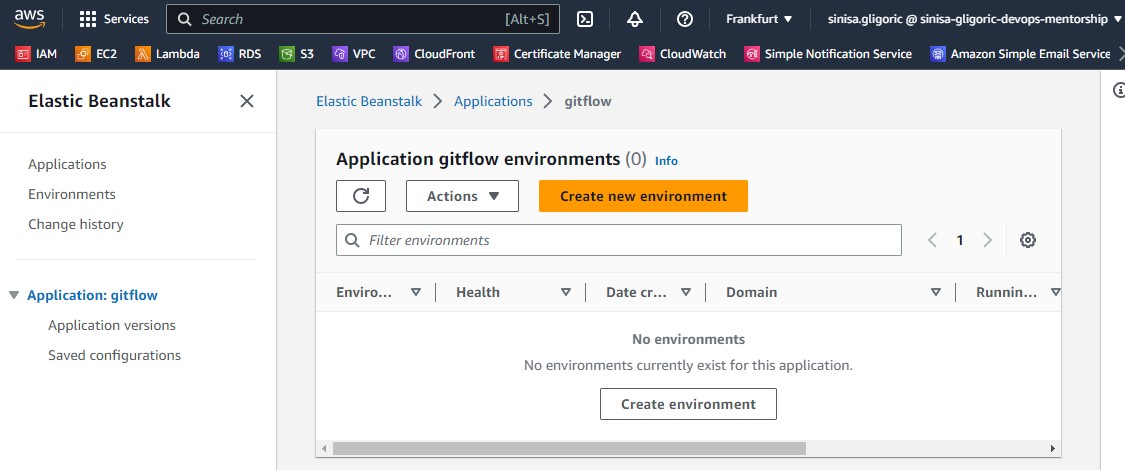 aws Services Search [Alt+S] Frankfurt sinisa.gligoric @ sinisa-gligoric-devops-mentorship
IAM EC2 Lambda RDS S3 VPC CloudFront Certificate Manager CloudWatch Simple Notification Service Amazon Simple Email Service
Elastic Beanstalk
Applications
Environments
Change history
Application: gitflow
Application versions
Saved configurations
Elastic Beanstalk Applications gitflow
Application gitflow environments (0) Info
Actions Create new environment
Filter environments 1
Enviro... Health Date cr... Domain Runnin...
No environments
No environments currently exist for this application.
Create environment